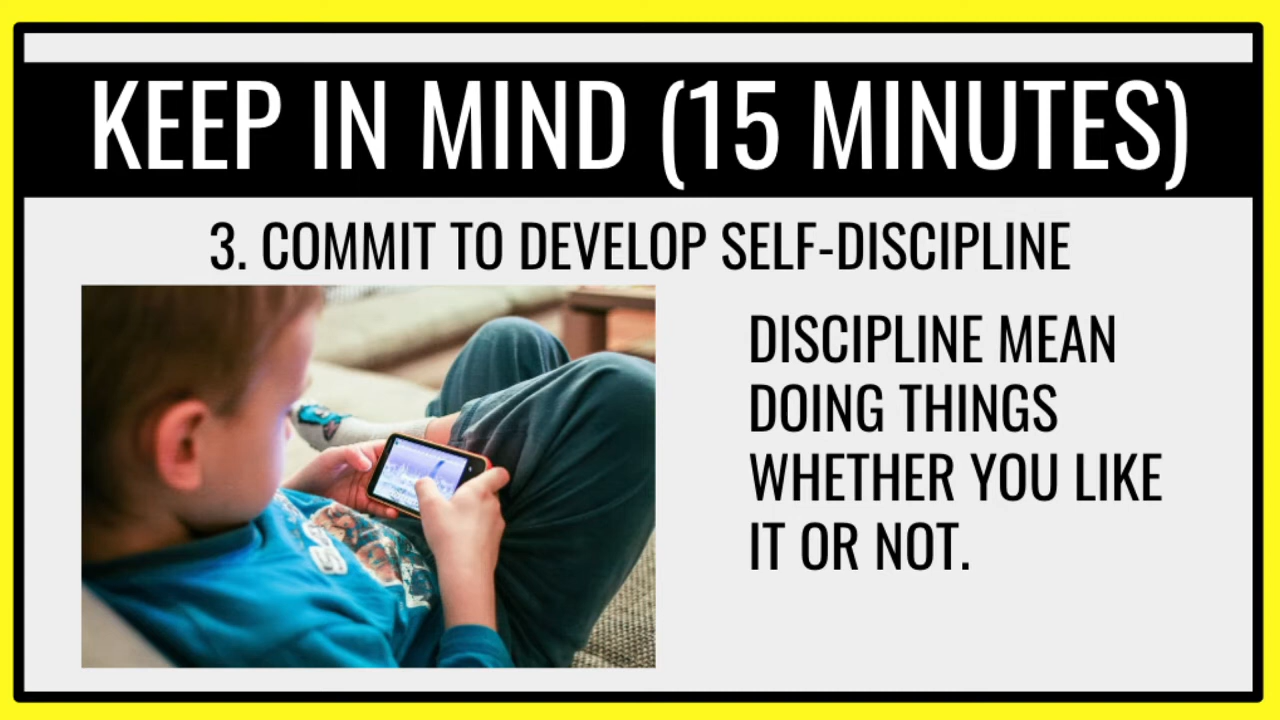 KEEP IN MIND (15 MINUTES)
3. COMMIT TO DEVELOP SELF-DISCIPLINE
DISCIPLINE MEAN
DOING THINGS
WHETHER YOU LIKE
IT OR NOT.